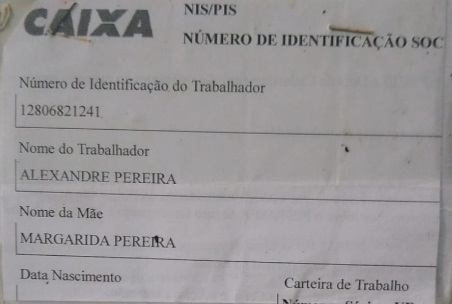 CAIXA
NIS/PIS
NÚMERO DE IDENTIFICAÇÃO SOC
Número de Identificação do Trabalhador
12806821241
Nome do Trabalhador
ALEXANDRE PEREIRA
Nome da Mãe
MARGARIDA PEREIRA
Data Nascimento
Carteira de Trabalho